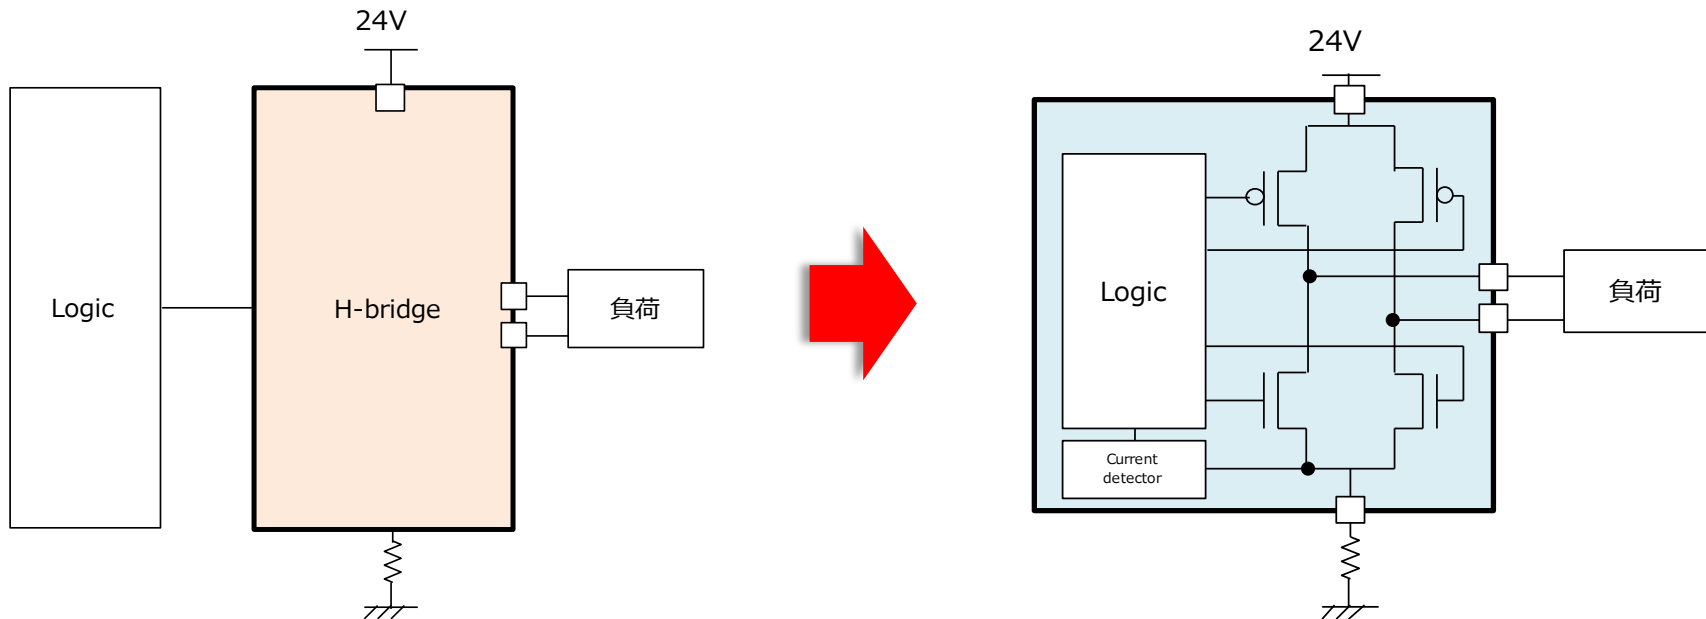 24V
Logic
H-bridge
負荷
24V
Logic
負荷
Current
detector